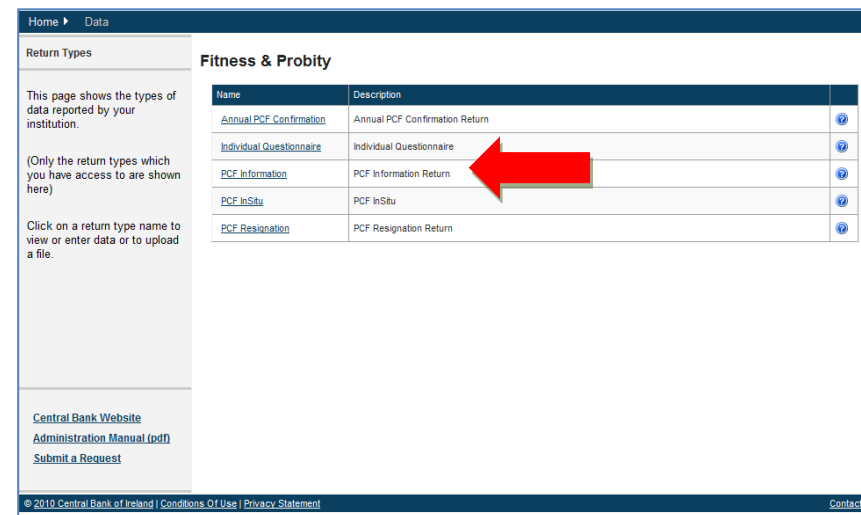 Home Data
Return Types
This page shows the types of
data reported by your
institution.
(Only the return types which
you have access to are shown
here)
Click on a return type name to
view or enter data or to upload
a file.
Central Bank Website
Administration Manual (pdf)
Submit a Request
Fitness & Probity
Name Description
Annual PCF Confirmation Annual PCF Confirmation Return
Individual Questionnaire Individual Questionnaire
PCF Information PCF Information Return
PCF InSitu PCF InSitu
PCF Resignation PCF Resignation Return
© 2010 Central Bank of Ireland | Conditions Of Use | Privacy Statement Contact